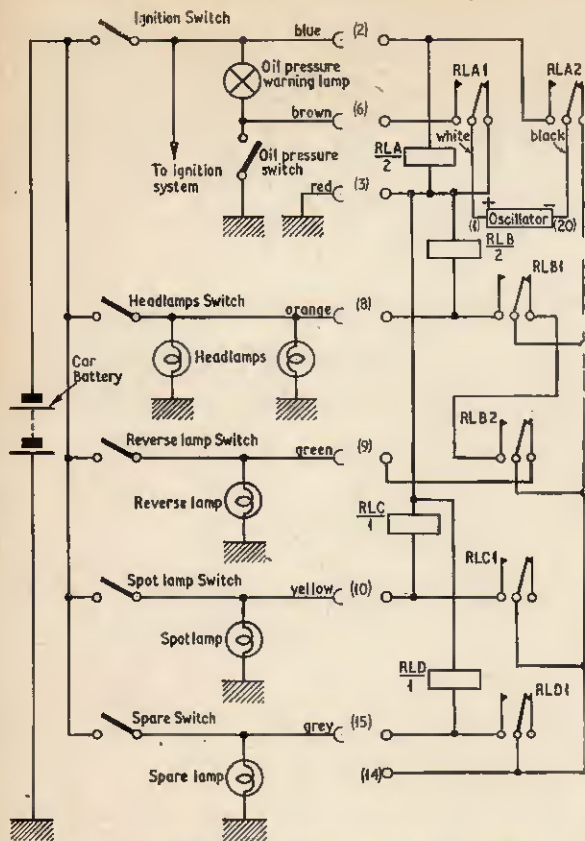 Ignition Switch
blue
(2)
RLA1
RLA2
Oil pressure
warning lamp
brown
(6)
white
black
To ignition
system
Oil pressure
switch
RLA
2
red
(3)
+
−
(1)
Oscillator
(20)
RLB
2
RLB1
Headlamps Switch
orange
(8)
Headlamps
Car
Battery
RLB2
Reverse lamp Switch
green
(9)
Reverse lamp
RLC
1
RLC1
Spot lamp Switch
yellow
(10)
Spot lamp
RLD
1
RLD1
Spare Switch
grey
(15)
Spare lamp
(14)